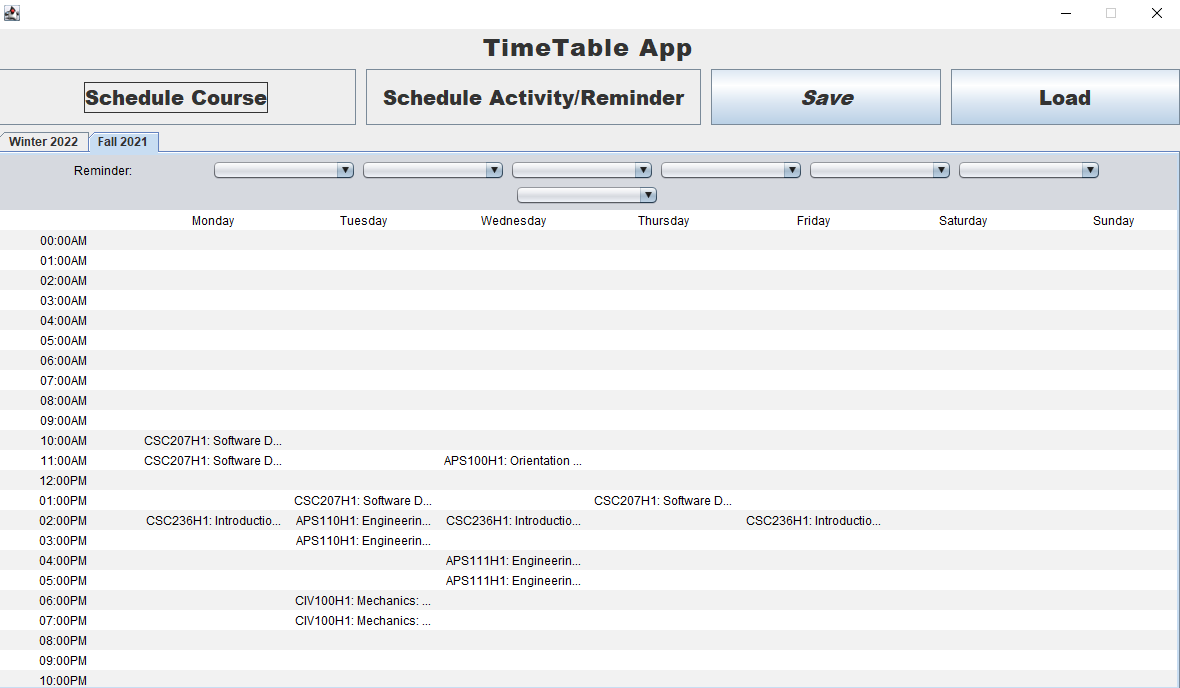 TimeTable App
Schedule Course Schedule Activity/Reminder Save Load
Winter 2022 Fall 2021
Reminder:
Monday Tuesday Wednesday Thursday Friday Saturday Sunday
00:00AM
01:00AM
02:00AM
03:00AM
04:00AM
05:00AM
06:00AM
07:00AM
08:00AM
09:00AM
10:00AM CSC207H1: Software D...
11:00AM CSC207H1: Software D... APS100H1: Orientation ...
12:00PM
01:00PM CSC207H1: Software D... CSC207H1: Software D...
02:00PM CSC236H1: Introductio... APS110H1: Engineerin... CSC236H1: Introductio... CSC236H1: Introductio...
03:00PM APS110H1: Engineerin...
04:00PM APS111H1: Engineerin...
05:00PM APS111H1: Engineerin...
06:00PM CIV100H1: Mechanics: ...
07:00PM CIV100H1: Mechanics: ...
08:00PM
09:00PM
10:00PM